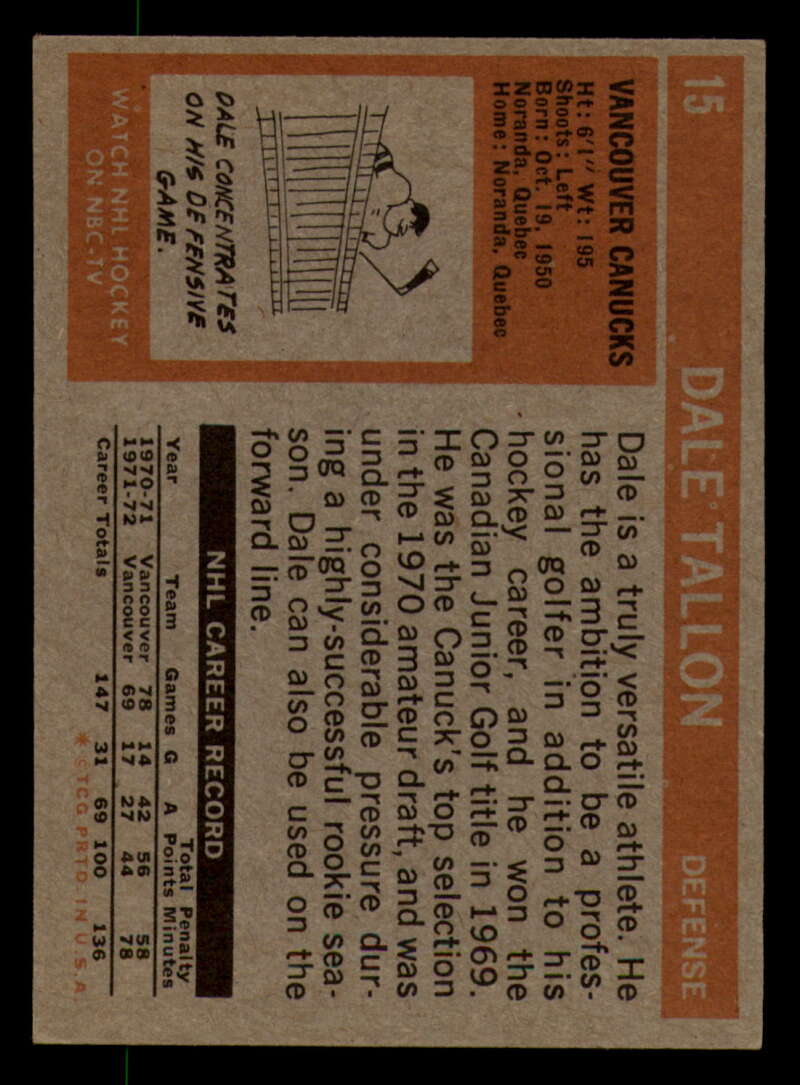 15 DALE TALLON DEFENSE
VANCOUVER CANUCKS
Ht: 6'1" Wt: 195
Shoots: Left
Born: Oct. 19, 1950
Noranda, Quebec
Home: Noranda, Quebec
DALE CONCENTRATES
ON HIS DEFENSIVE
GAME.
WATCH NHL HOCKEY
ON NBC-TV
Dale is a truly versatile athlete. He
has the ambition to be a profes-
sional golfer in addition to his
hockey career, and he won the
Canadian Junior Golf title in 1969.
He was the Canuck's top selection
in the 1970 amateur draft, and was
under considerable pressure dur-
ing a highly-successful rookie sea-
son. Dale can also be used on the
forward line.
NHL CAREER RECORD
Total Penalty
Year Team Games G A Points Minutes
1970-71 Vancouver 78 14 42 56 58
1971-72 Vancouver 69 17 27 44 78
Career Totals 147 31 69 100 136
*©TCG PRTD IN U S A